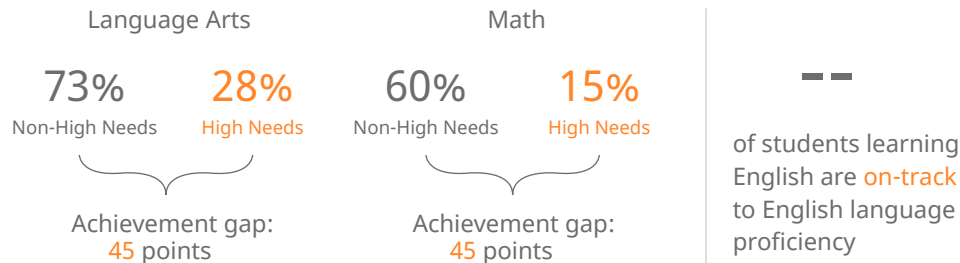 Language Arts
73% 28%
Non-High Needs High Needs
Achievement gap:
45 points
Math
60% 15%
Non-High Needs High Needs
Achievement gap:
45 points
--
of students learning
English are on-track
to English language
proficiency